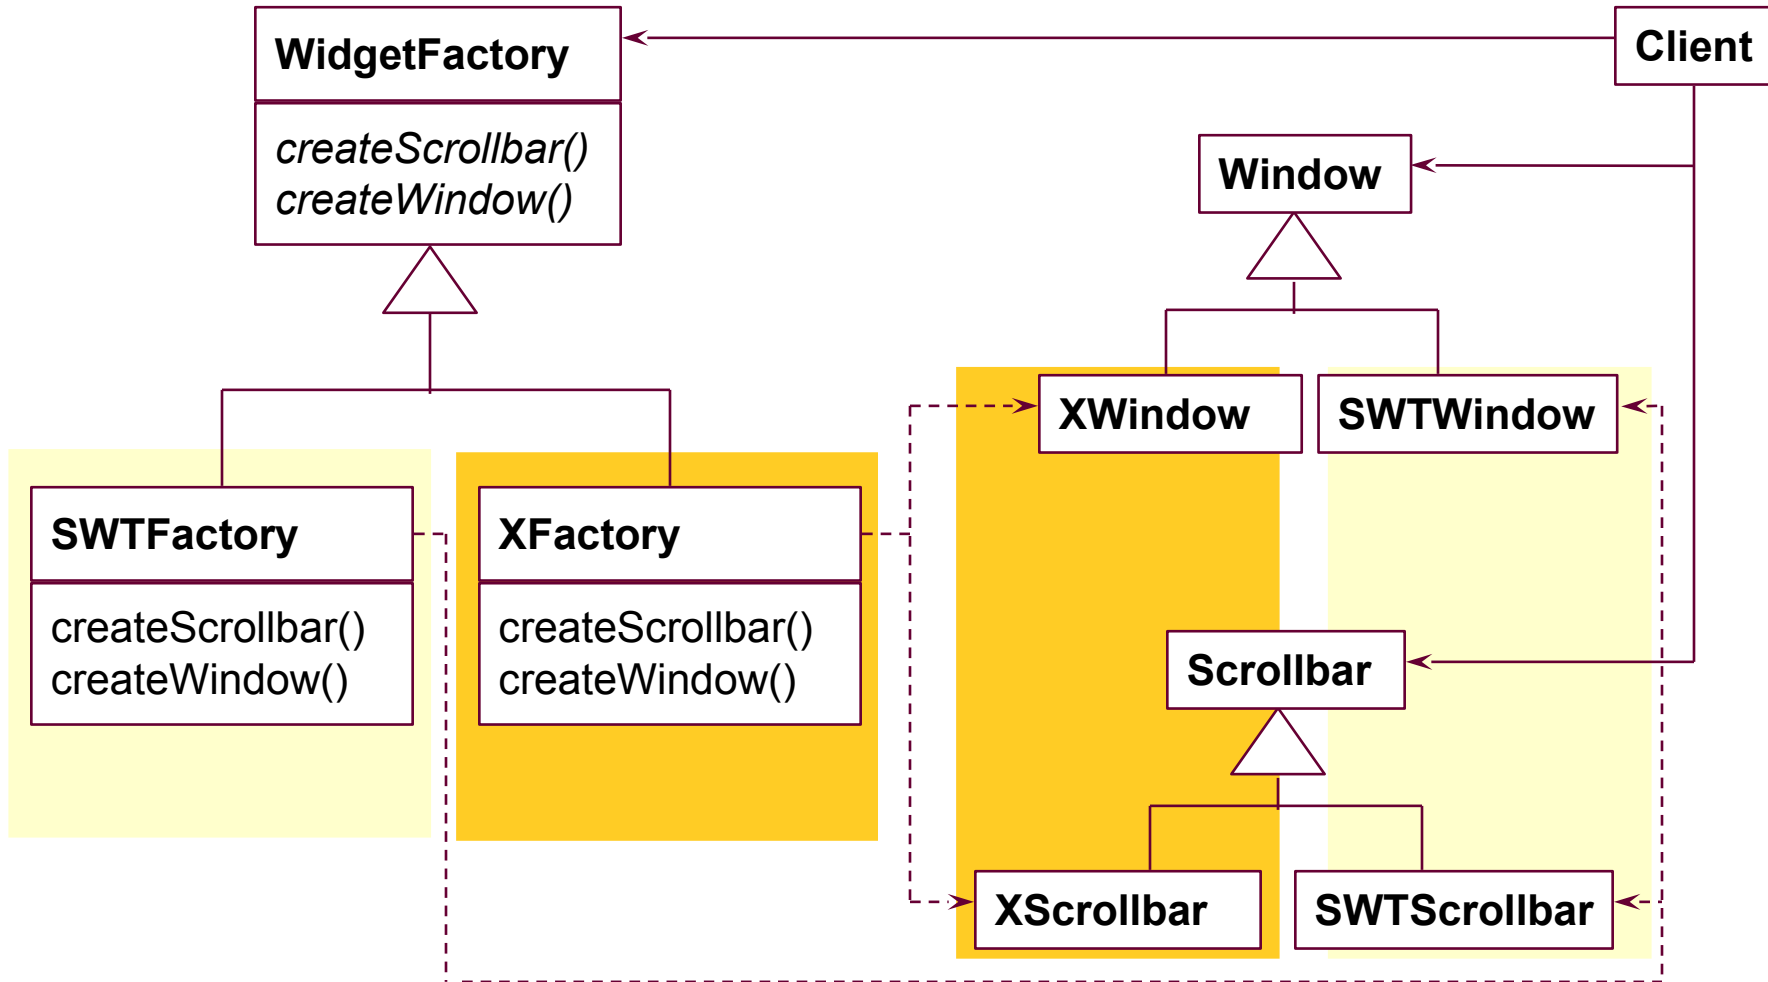 WidgetFactory
createScrollbar()
createWindow()
Client
Window
XWindow
SWTWindow
SWTFactory
createScrollbar()
createWindow()
XFactory
createScrollbar()
createWindow()
Scrollbar
XScrollbar
SWTScrollbar